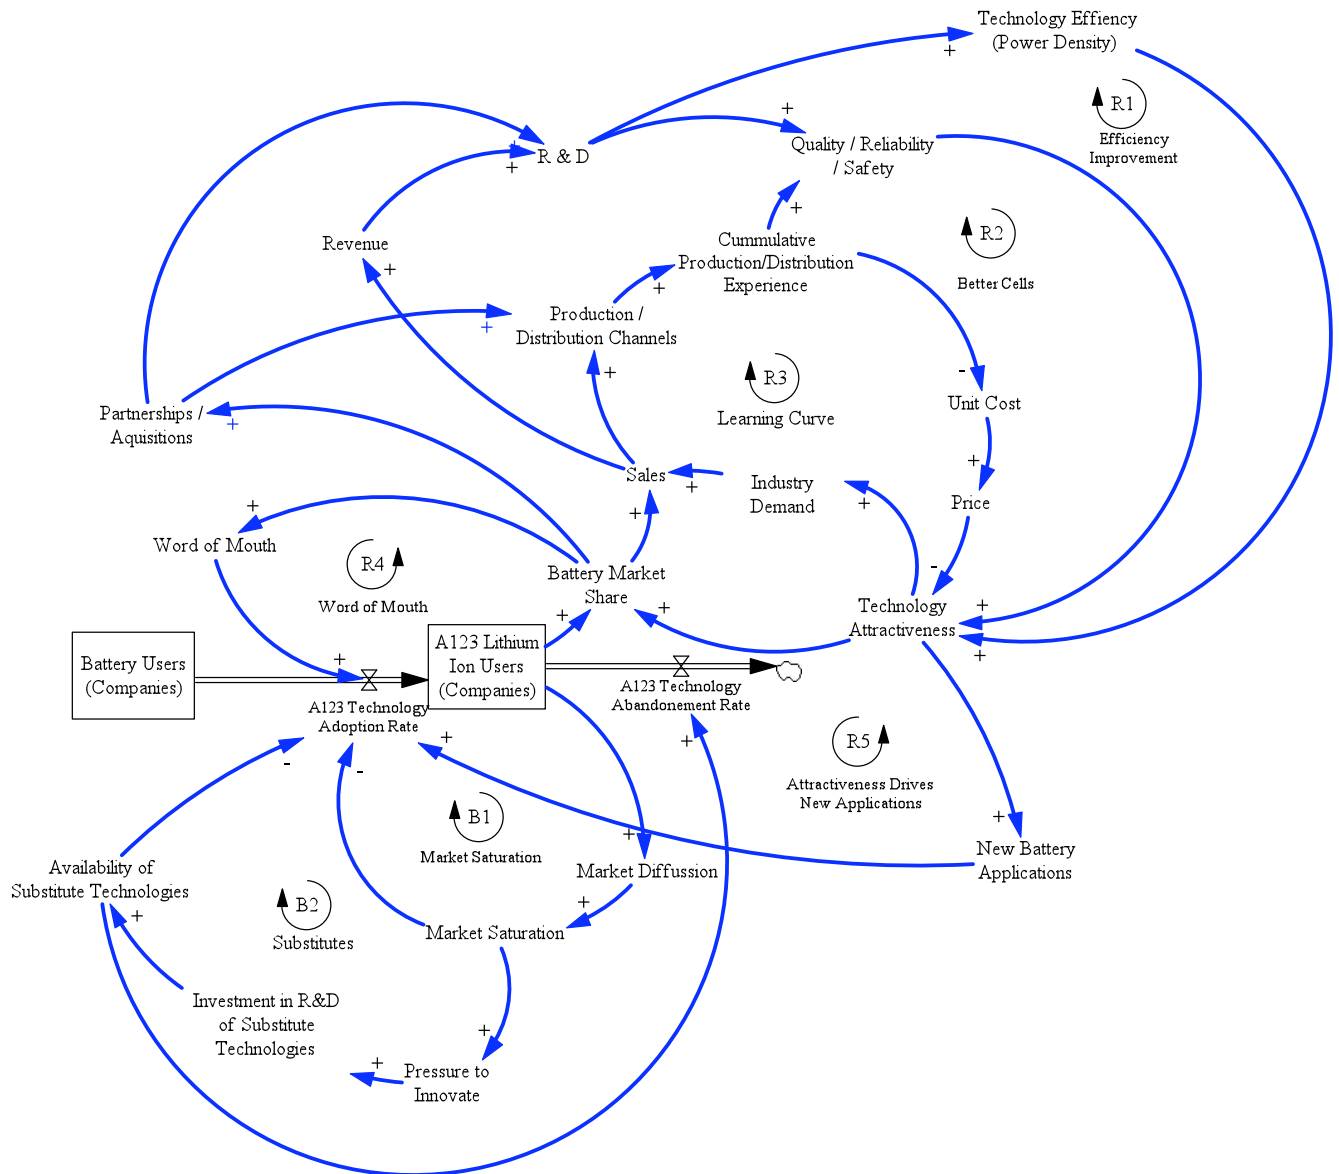 Technology Effiency
(Power Density)
+
R1
Efficiency
Improvement
+
R & D
+
+
Quality / Reliability
/ Safety
+
Revenue
+
Cummulative
Production/Distribution
Experience
R2
Better Cells
+
Production /
Distribution Channels
+
+
R3
Learning Curve
-
Unit Cost
Partnerships /
Aquisitions
+
+
Sales
+
Industry
Demand
+
+
Price
+
-
Word of Mouth
+
R4
Word of Mouth
Battery Market
Share
+
+
Technology
Attractiveness
+
+
Battery Users
(Companies)
+
A123 Lithium
Ion Users
(Companies)
+
A123 Technology
Adoption Rate
A123 Technology
Abandonement Rate
+
-
-
+
R5
Attractiveness Drives
New Applications
B1
Market Saturation
+
Market Diffussion
+
New Battery
Applications
Availability of
Substitute Technologies
+
B2
Substitutes
+
Market Saturation
Investment in R&D
of Substitute
Technologies
+
+
Pressure to
Innovate